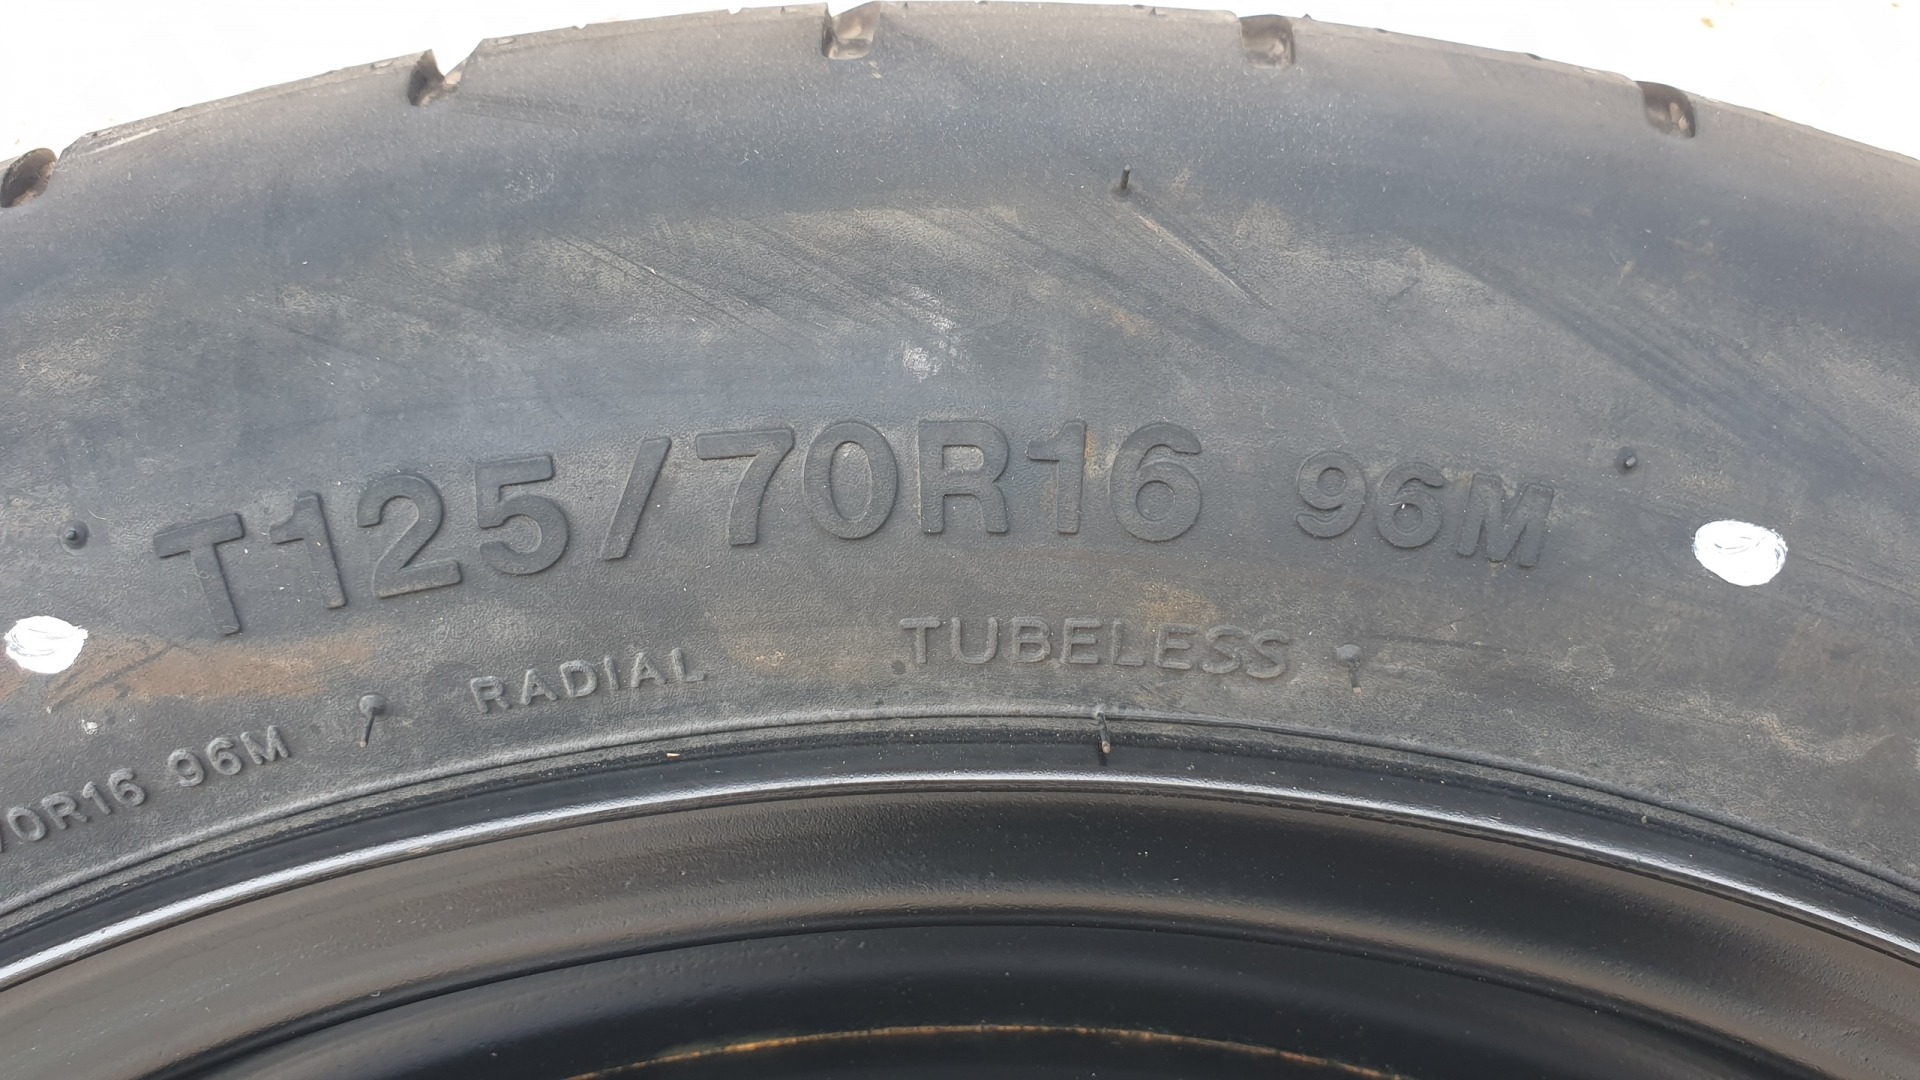 T125/70R16 96M
RADIAL TUBELESS
70R16 96M